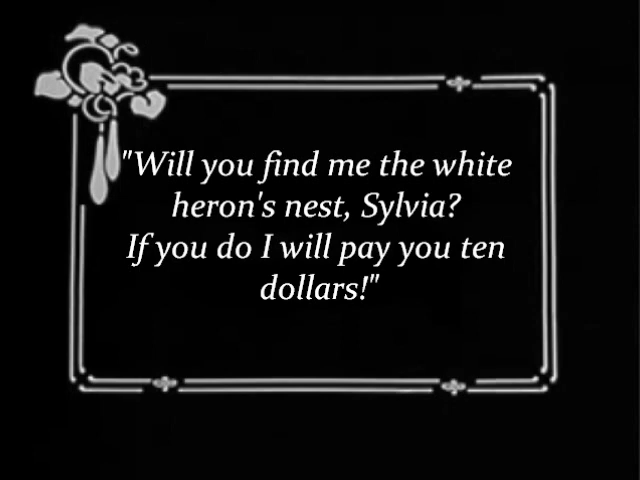 "Will you find me the white
heron's nest, Sylvia?
If you do I will pay you ten
dollars!"